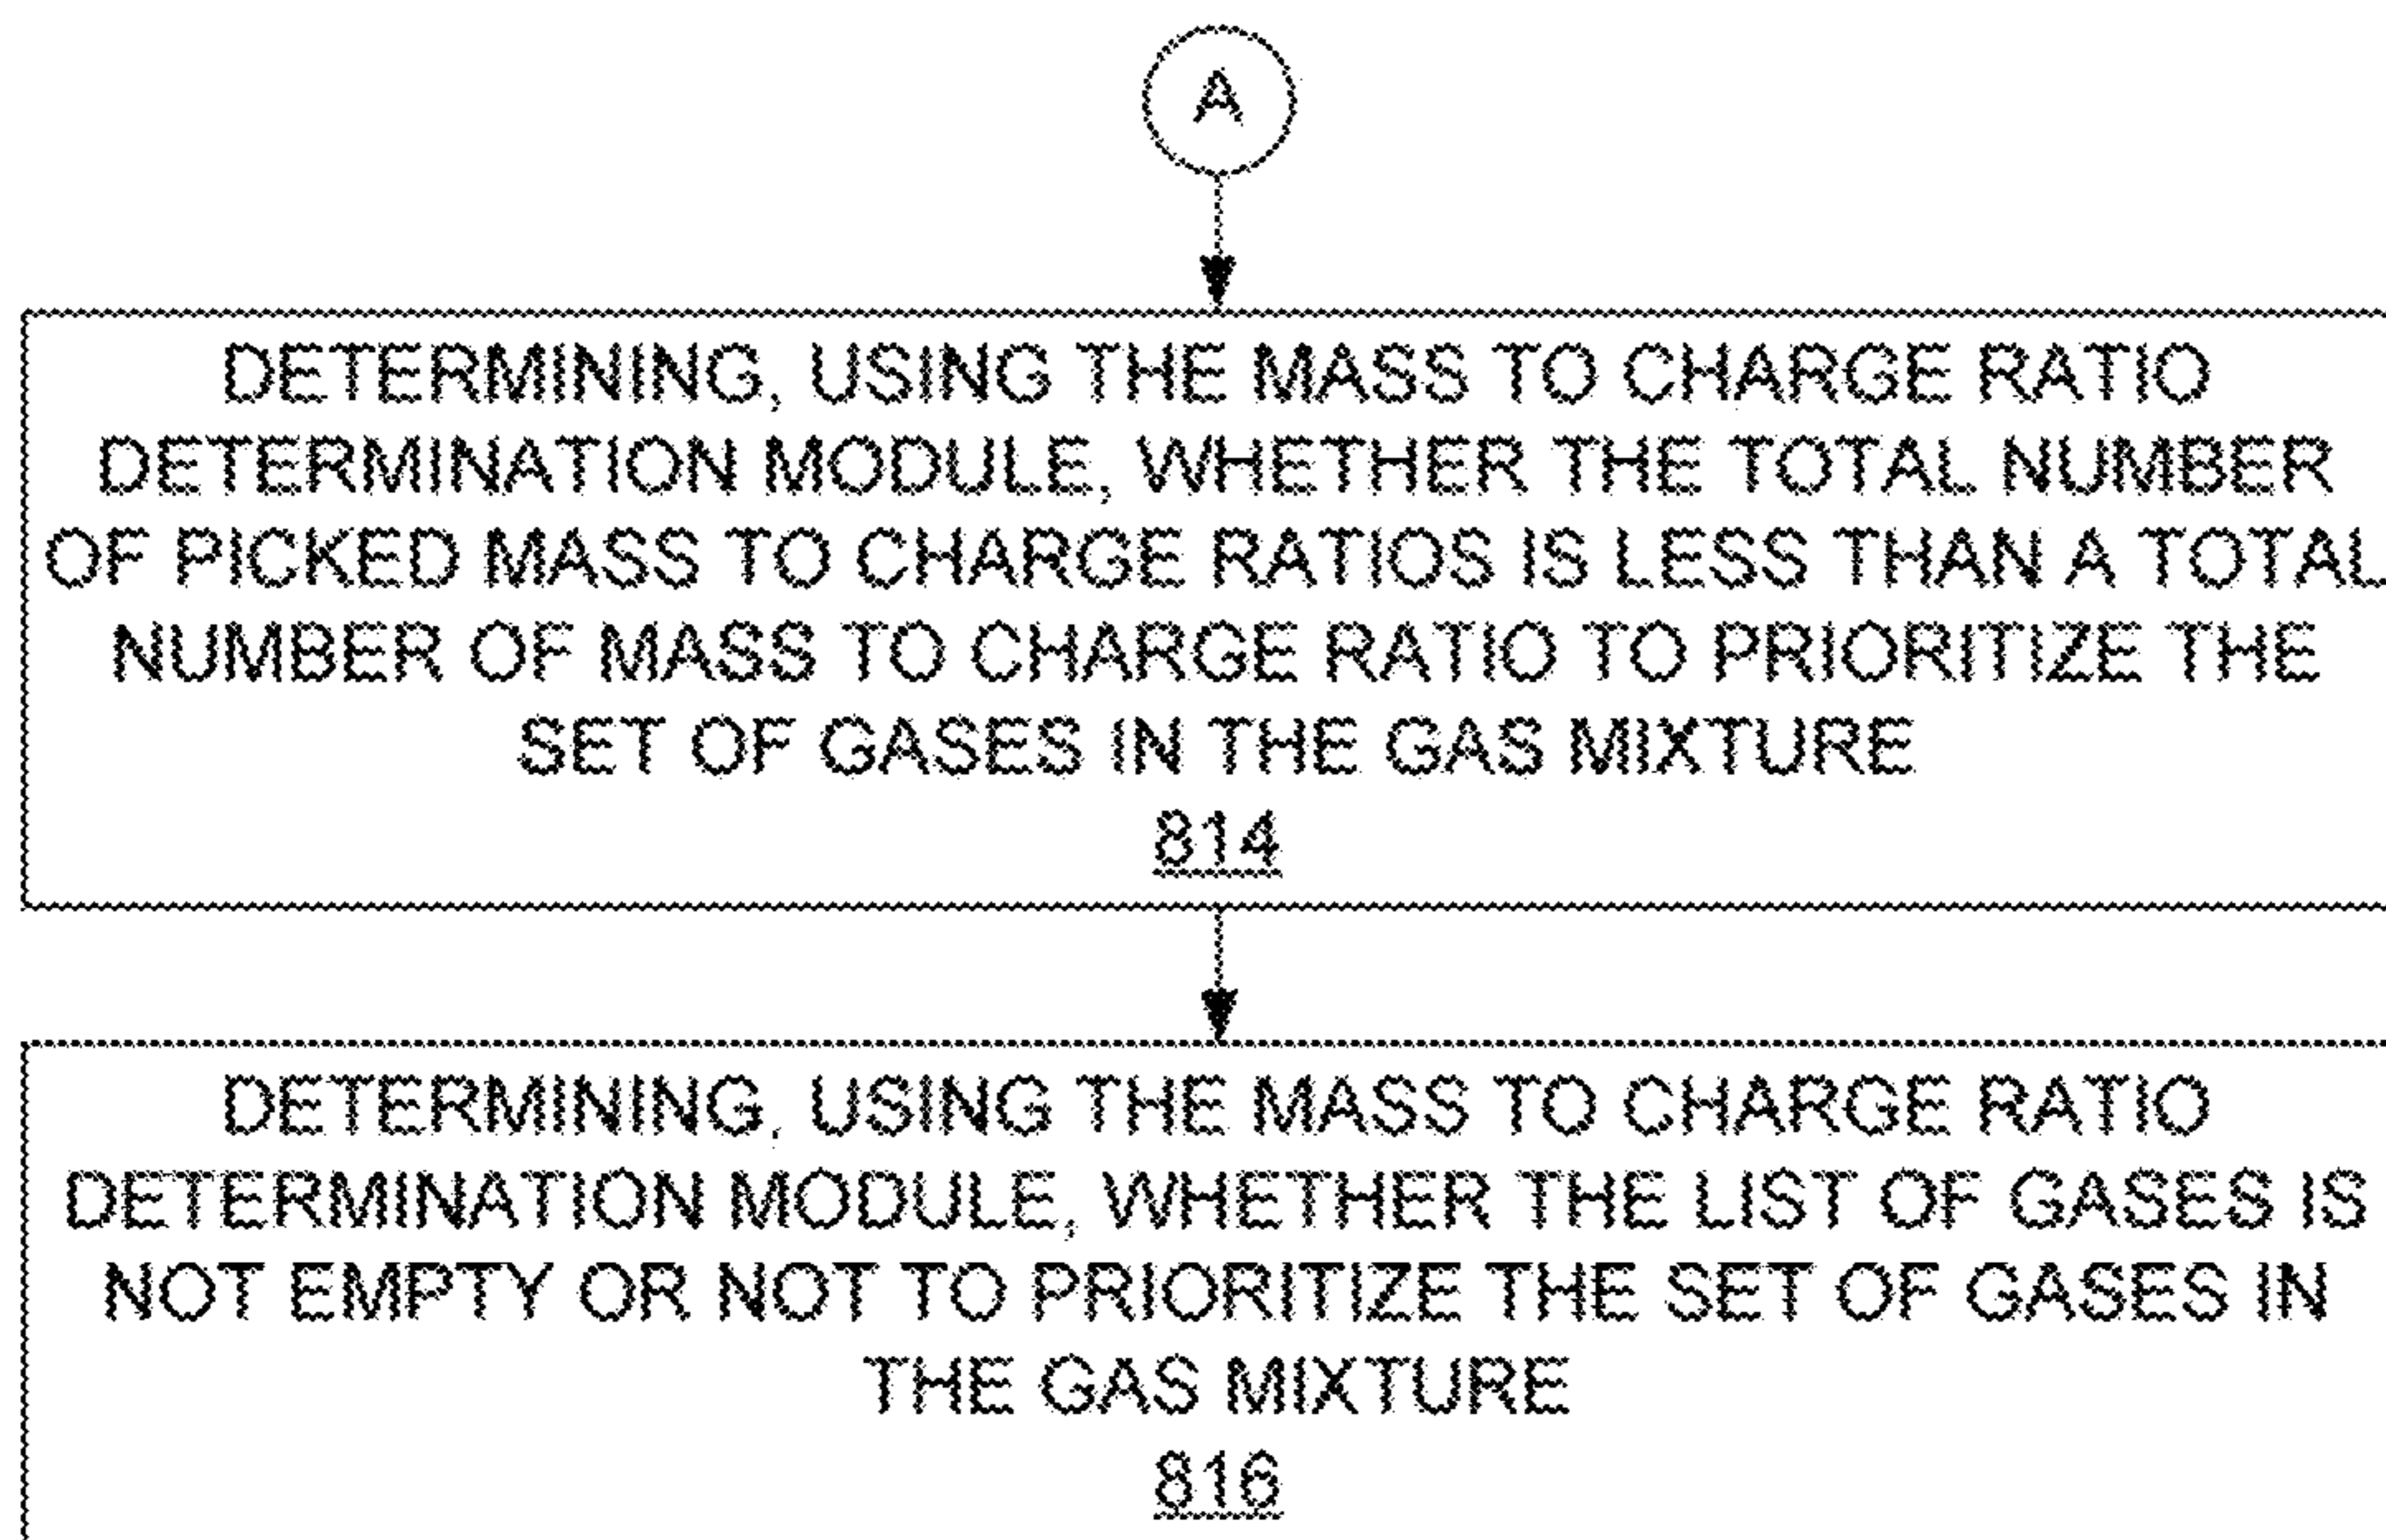 A
DETERMINING, USING THE MASS TO CHARGE RATIO
DETERMINATION MODULE, WHETHER THE TOTAL NUMBER
OF PICKED MASS TO CHARGE RATIOS IS LESS THAN A TOTAL
NUMBER OF MASS TO CHARGE RATIO TO PRIORITIZE THE
SET OF GASES IN THE GAS MIXTURE
814
DETERMINING, USING THE MASS TO CHARGE RATIO
DETERMINATION MODULE, WHETHER THE LIST OF GASES IS
NOT EMPTY OR NOT TO PRIORITIZE THE SET OF GASES IN
THE GAS MIXTURE
816